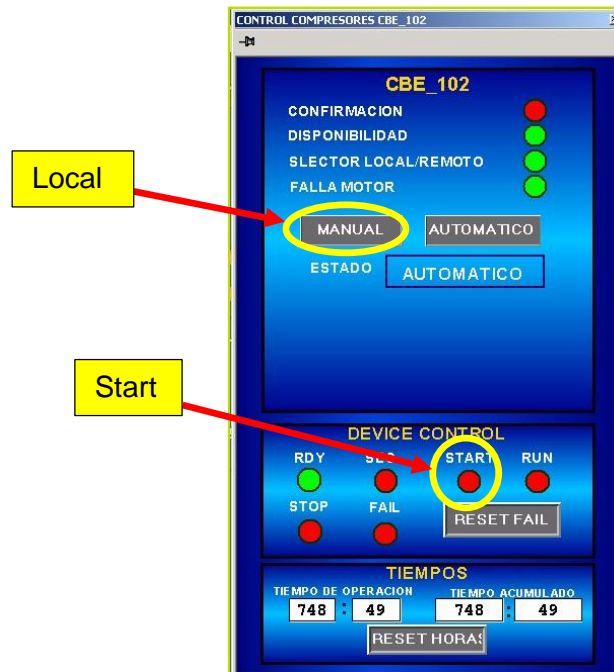 CONTROL COMPRESORES CBE_102
CBE_102
CONFIRMACION
DISPONIBILIDAD
SLECTOR LOCAL/REMOTO
FALLA MOTOR
Local
MANUAL AUTOMATICO
ESTADO AUTOMATICO
Start
DEVICE CONTROL
RDY START RUN
STOP FAIL RESET FAIL
TIEMPOS
TIEMPO DE OPERACION TIEMPO ACUMULADO
748 : 49 748 : 49
RESET HORAS